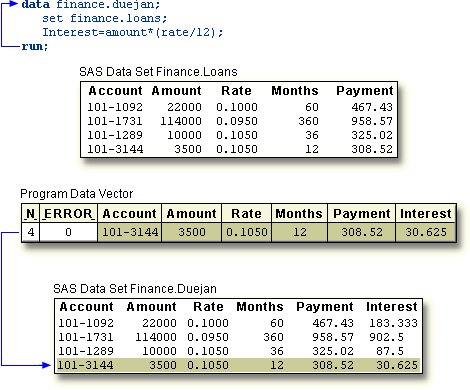 data finance.duejan;
set finance.loans;
Interest=amount*(rate/12);
run;
SAS Data Set Finance.Loans
Account Amount Rate Months Payment
101-1092 22000 0.1000 60 467.43
101-1731 114000 0.0950 360 958.57
101-1289 10000 0.1050 36 325.02
101-3144 3500 0.1050 12 308.52
Program Data Vector
_N_ _ERROR_ Account Amount Rate Months Payment Interest
4 0 101-3144 3500 0.1050 12 308.52 30.625
SAS Data Set Finance.Duejan
Account Amount Rate Months Payment Interest
101-1092 22000 0.1000 60 467.43 183.333
101-1731 114000 0.0950 360 958.57 902.5
101-1289 10000 0.1050 36 325.02 87.5
101-3144 3500 0.1050 12 308.52 30.625